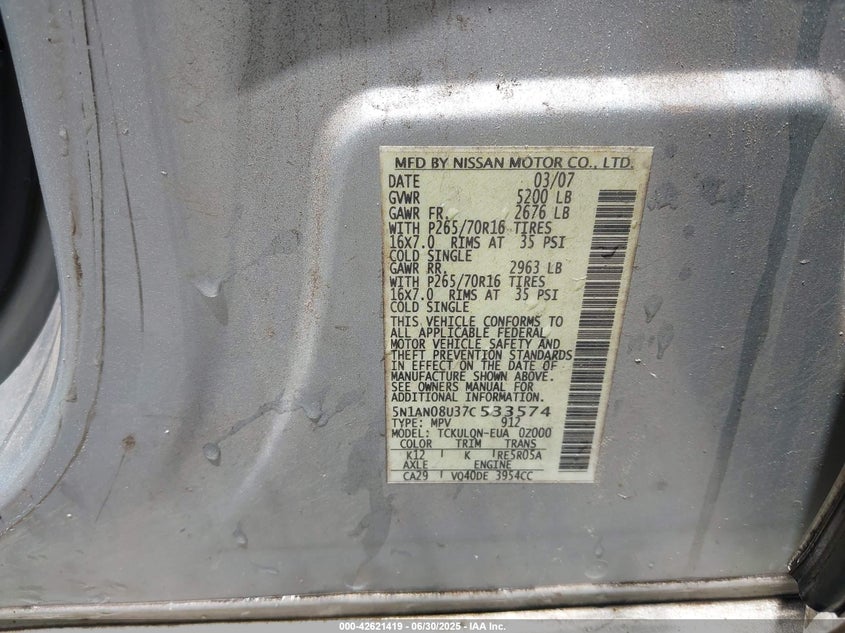 MFD BY NISSAN MOTOR CO., LTD.
DATE 03/07
GVWR 5200 LB
GAWR FR. 2676 LB
WITH P265/70R16 TIRES
16X7.0 RIMS AT 35 PSI
COLD SINGLE
GAWR RR. 2963 LB
WITH P265/70R16 TIRES
16X7.0 RIMS AT 35 PSI
COLD SINGLE
THIS VEHICLE CONFORMS TO
ALL APPLICABLE FEDERAL
MOTOR VEHICLE SAFETY AND
THEFT PREVENTION STANDARDS
IN EFFECT ON THE DATE OF
MANUFACTURE SHOWN ABOVE.
SEE OWNERS MANUAL FOR
ADDITIONAL INFORMATION.
5N1AN08U37C533574
TYPE: MPV 912
MODEL: TCKULQN-EUA 02000
COLOR TRIM TRANS
K12 K RE5R05A
AXLE ENGINE
CA29 VQ40DE 3954CC
000-42621419 - 06/30/2025 - IAA Inc.